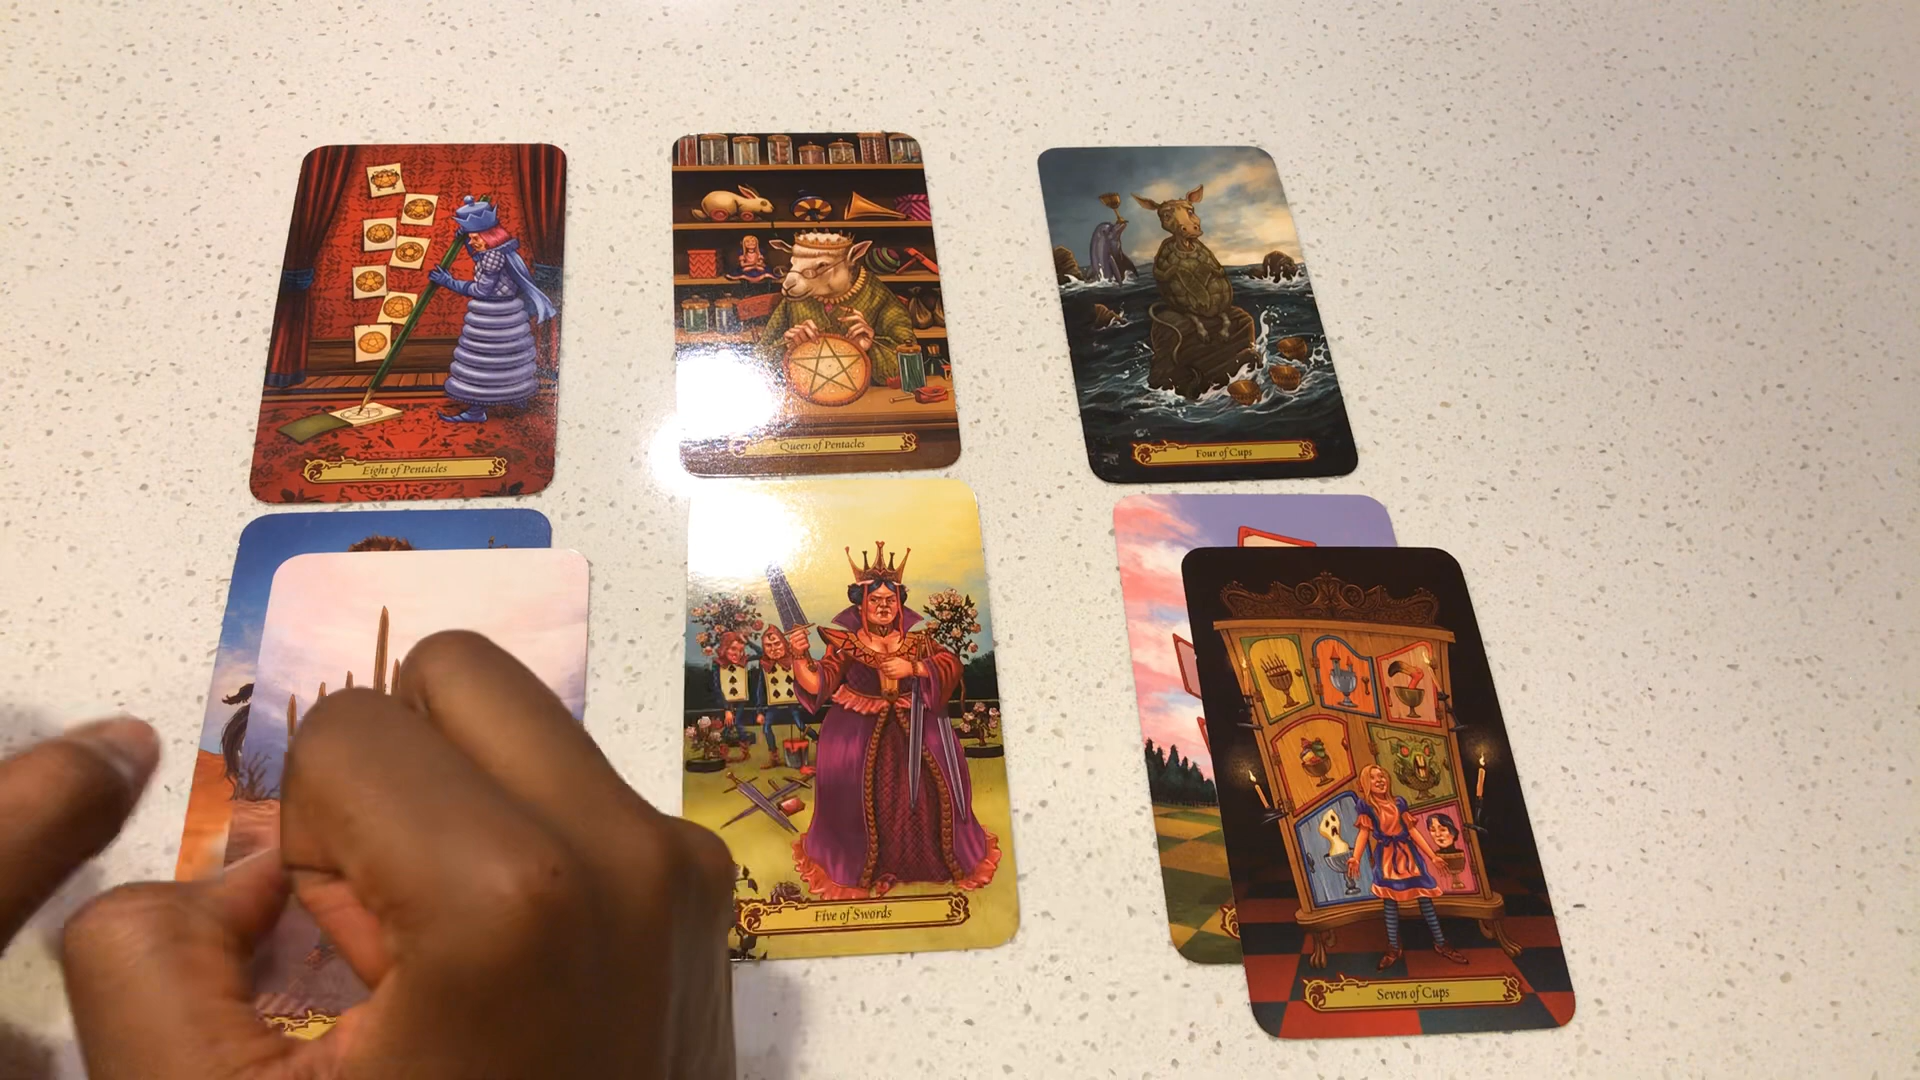 Eight of Pentacles
Queen of Pentacles
Four of Cups
Five of Swords
Seven of Cups